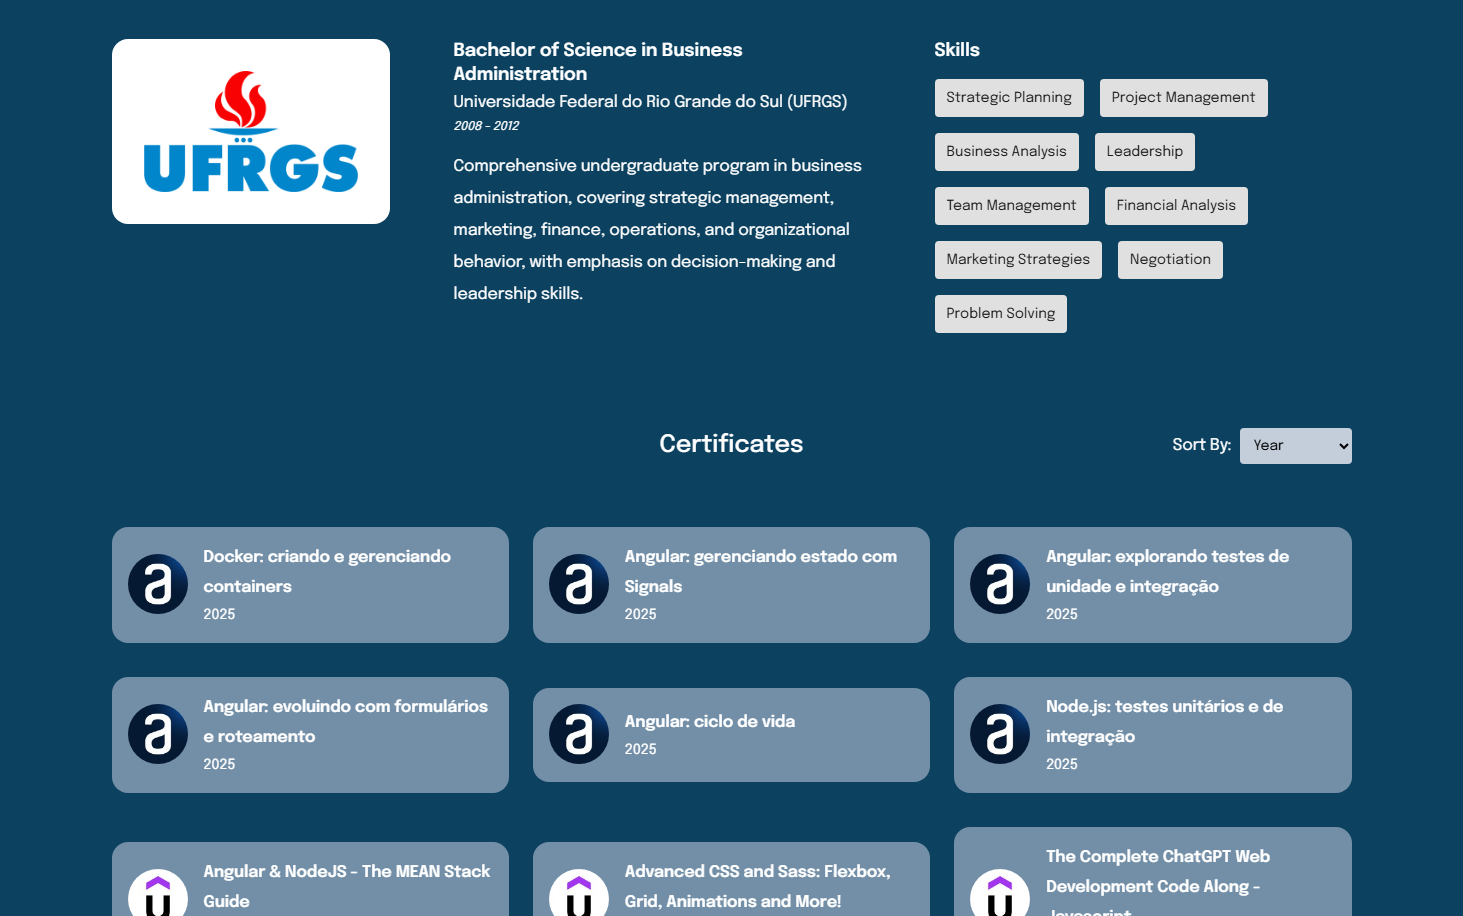 UFRGS
Bachelor of Science in Business
Administration
Universidade Federal do Rio Grande do Sul (UFRGS)
2008 - 2012
Comprehensive undergraduate program in business
administration, covering strategic management,
marketing, finance, operations, and organizational
behavior, with emphasis on decision-making and
leadership skills.
Skills
Strategic Planning
Project Management
Business Analysis
Leadership
Team Management
Financial Analysis
Marketing Strategies
Negotiation
Problem Solving
Certificates
Sort By:
Year
a
Docker: criando e gerenciando
containers
2025
a
Angular: gerenciando estado com
Signals
2025
a
Angular: explorando testes de
unidade e integração
2025
a
Angular: evoluindo com formulários
e roteamento
2025
a
Angular: ciclo de vida
2025
a
Node.js: testes unitários e de
integração
2025
Angular & NodeJS - The MEAN Stack
Guide
Advanced CSS and Sass: Flexbox,
Grid, Animations and More!
The Complete ChatGPT Web
Development Code Along -
Javascript